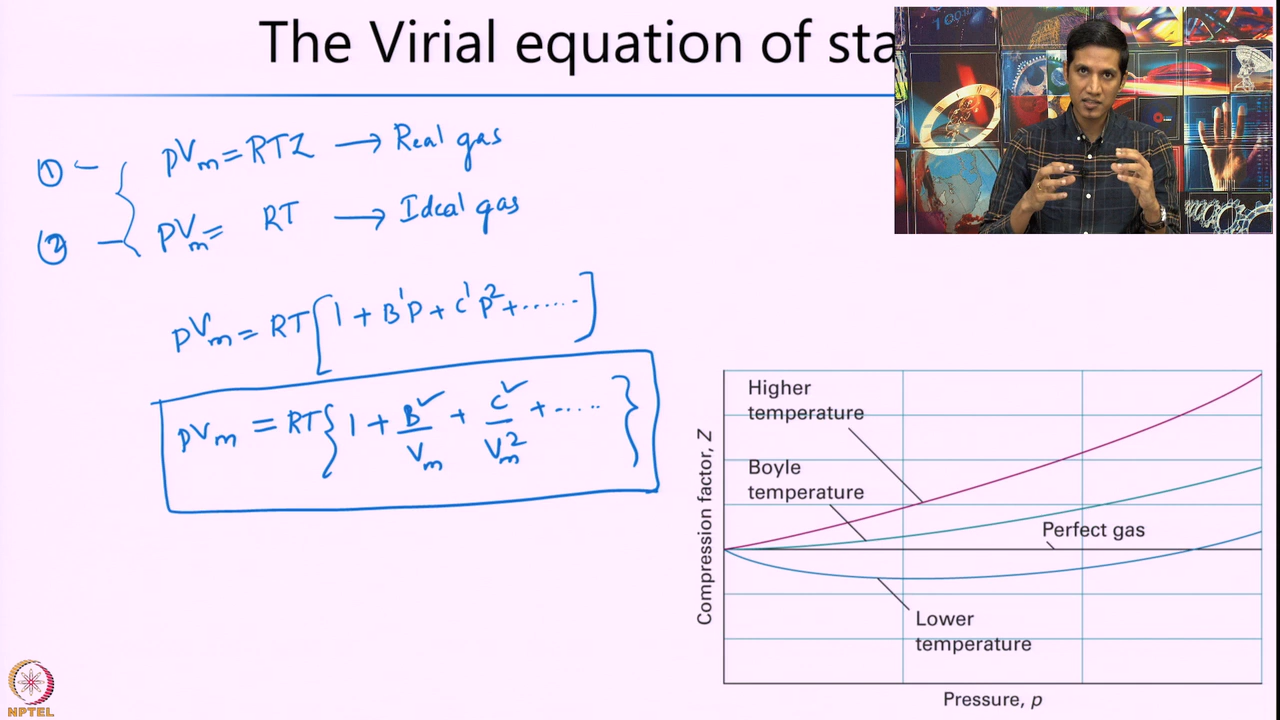 The Virial equation of sta
① pVm = RTZ → Real gas
② pVm = RT → Ideal gas
pVm = RT[1 + B'p + C'p² + ......]
pVm = RT{1 + B/Vm + C/Vm² + ....}
Higher
temperature
Boyle
temperature
Perfect gas
Lower
temperature
Compression factor, Z
Pressure, p
NPTEL